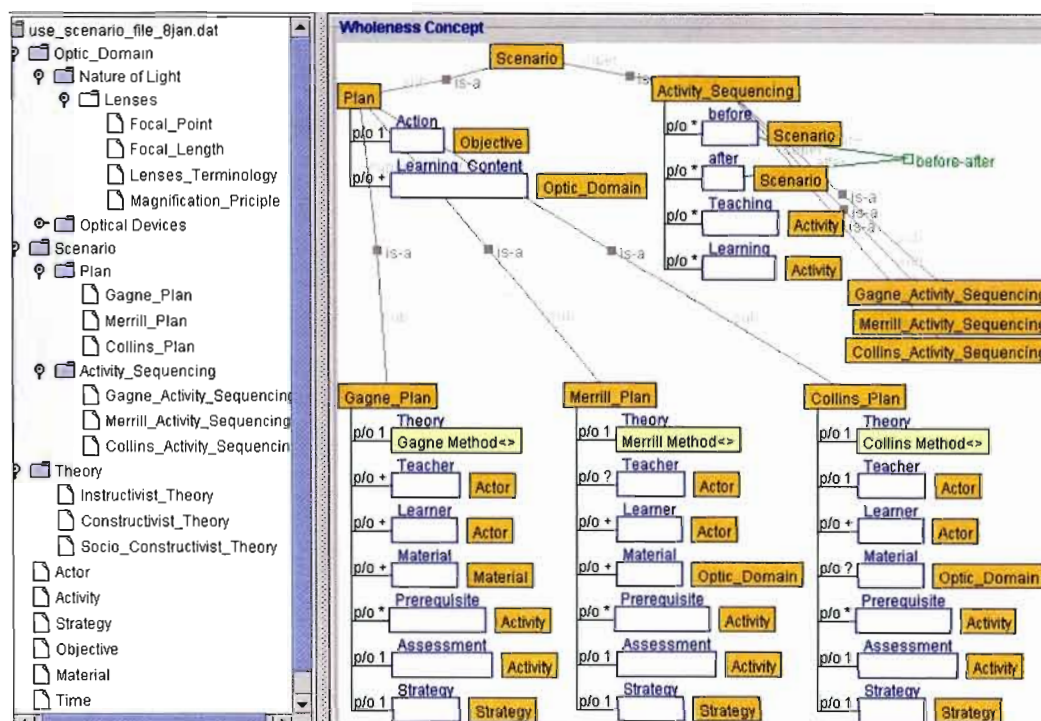 use_scenario_file_8jan.dat
Optic_Domain
Nature of Light
Lenses
Focal_Point
Focal_Length
Lenses_Terminology
Magnification_Priciple
Optical Devices
Scenario
Plan
Gagne_Plan
Merrill_Plan
Collins_Plan
Activity_Sequencing
Gagne_Activity_Sequencing
Merrill_Activity_Sequencing
Collins_Activity_Sequencin
Theory
Instructivist_Theory
Constructivist_Theory
Socio_Constructivist_Theory
Actor
Activity
Strategy
Objective
Material
Time
Wholeness Concept
Scenario
is-a
is-
Plan
Action
p/o 1
Objective
Learning_Content
p/o +
Optic_Domain
Activity_Sequencing
before
p/o *
Scenario
after
p/o *
Scenario
before-after
Teaching
p/o *
Activity
Learning
p/o *
Activity
is-a
is-a
is-a
is-a
is-a
is-a
Gagne_Activity_Sequencing
Merrill_Activity_Sequencing
Collins_Activity_Sequencing
Gagne_Plan
Theory
p/o 1 Gagne Method<>
Teacher
p/o + Actor
Learner
p/o + Actor
Material
p/o + Material
Prerequisite
p/o * Activity
Assessment
p/o 1 Activity
Strategy
p/o 1 Strategy
Merrill_Plan
Theory
p/o 1 Merrill Method<>
Teacher
p/o ? Actor
Learner
p/o + Actor
Material
p/o + Optic_Domain
Prerequisite
p/o * Activity
Assessment
p/o 1 Activity
Strategy
p/o 1 Strategy
Collins_Plan
Theory
p/o 1 Collins Method<>
Teacher
p/o 1 Actor
Learner
p/o + Actor
Material
p/o ? Optic_Domain
Prerequisite
p/o * Activity
Assessment
p/o 1 Activity
Strategy
p/o 1 Strategy